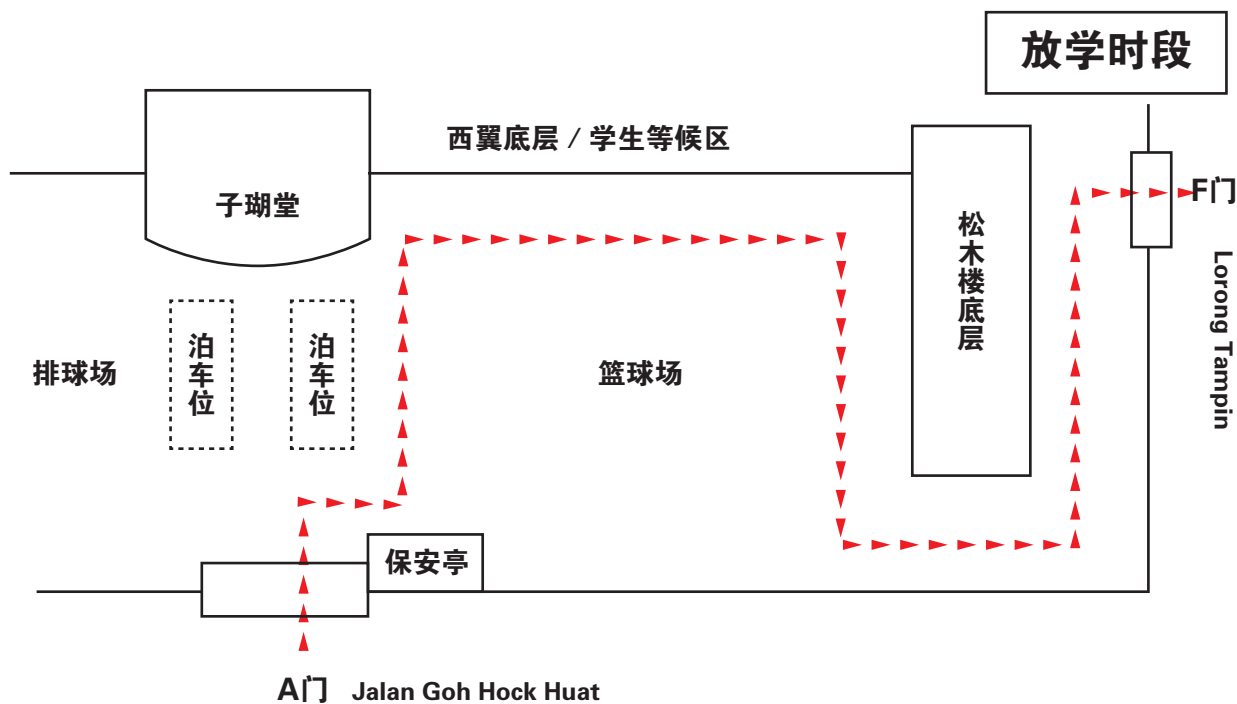 放学时段
西翼底层 / 学生等候区
子瑚堂
F门
松木楼底层
Lorong Tampin
泊车位
泊车位
排球场
篮球场
保安亭
A门 Jalan Goh Hock Huat